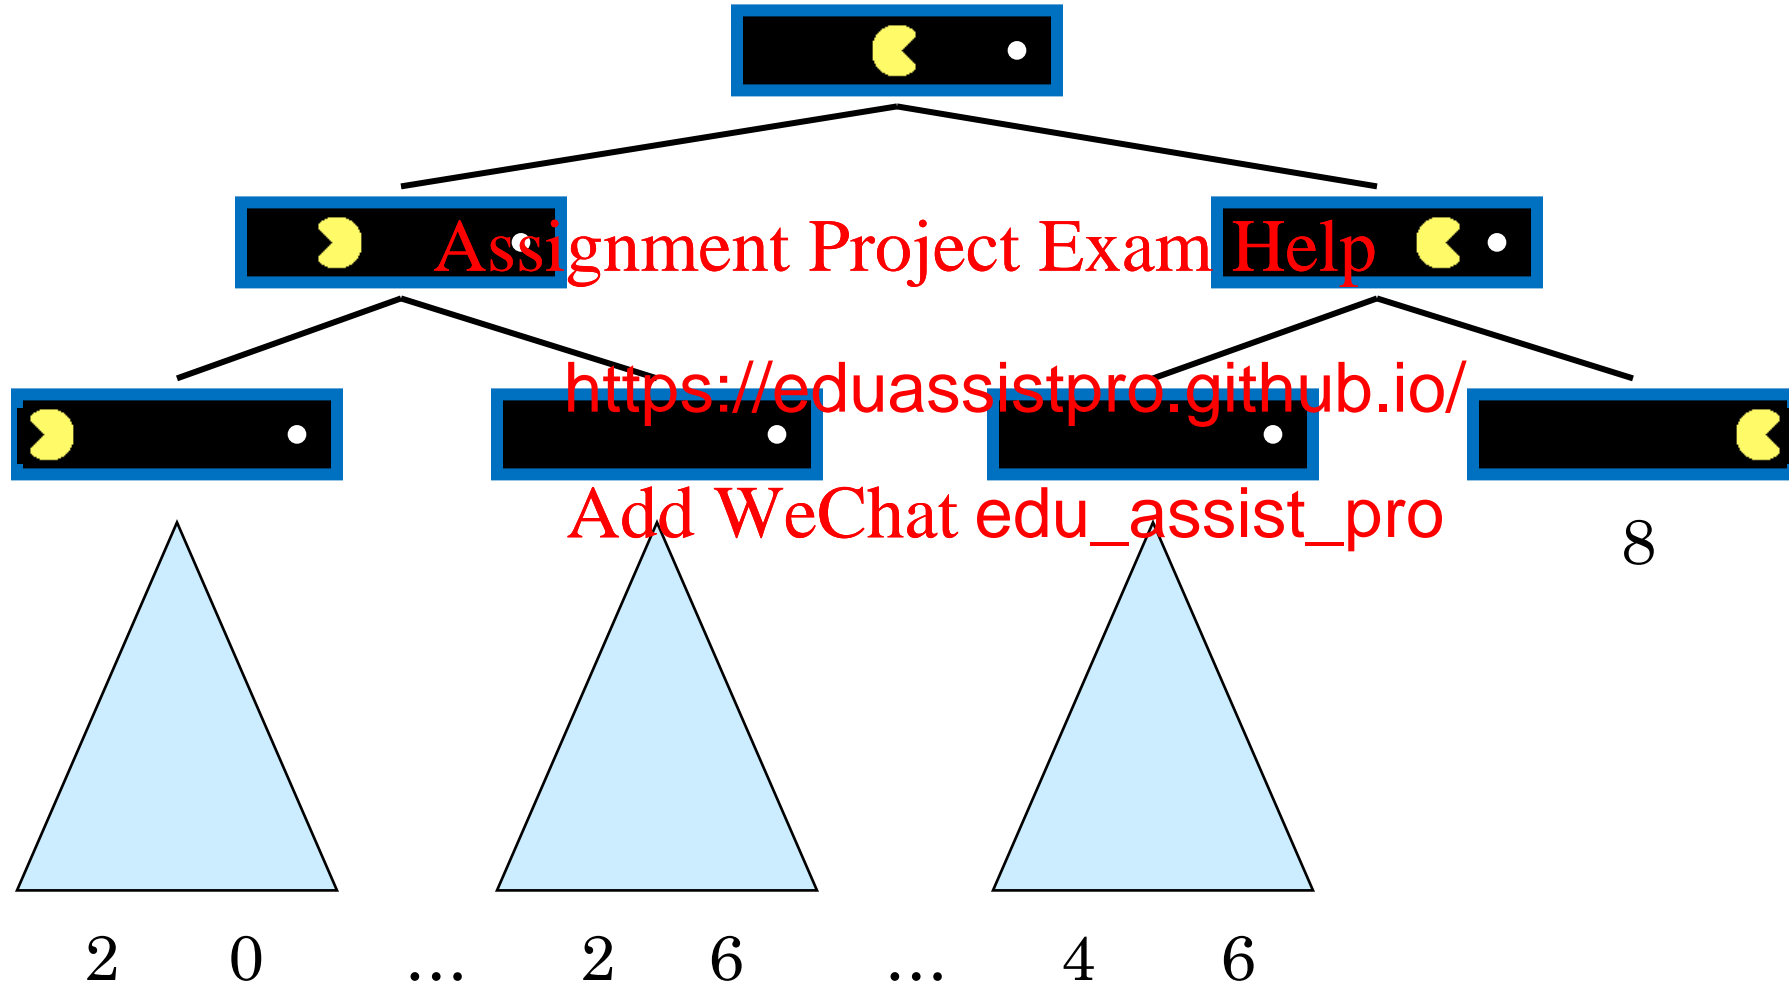 Assignment Project Exam Help
https://eduassistpro.github.io/
Add WeChat edu_assist_pro
8
2 0 ... 2 6 ... 4 6